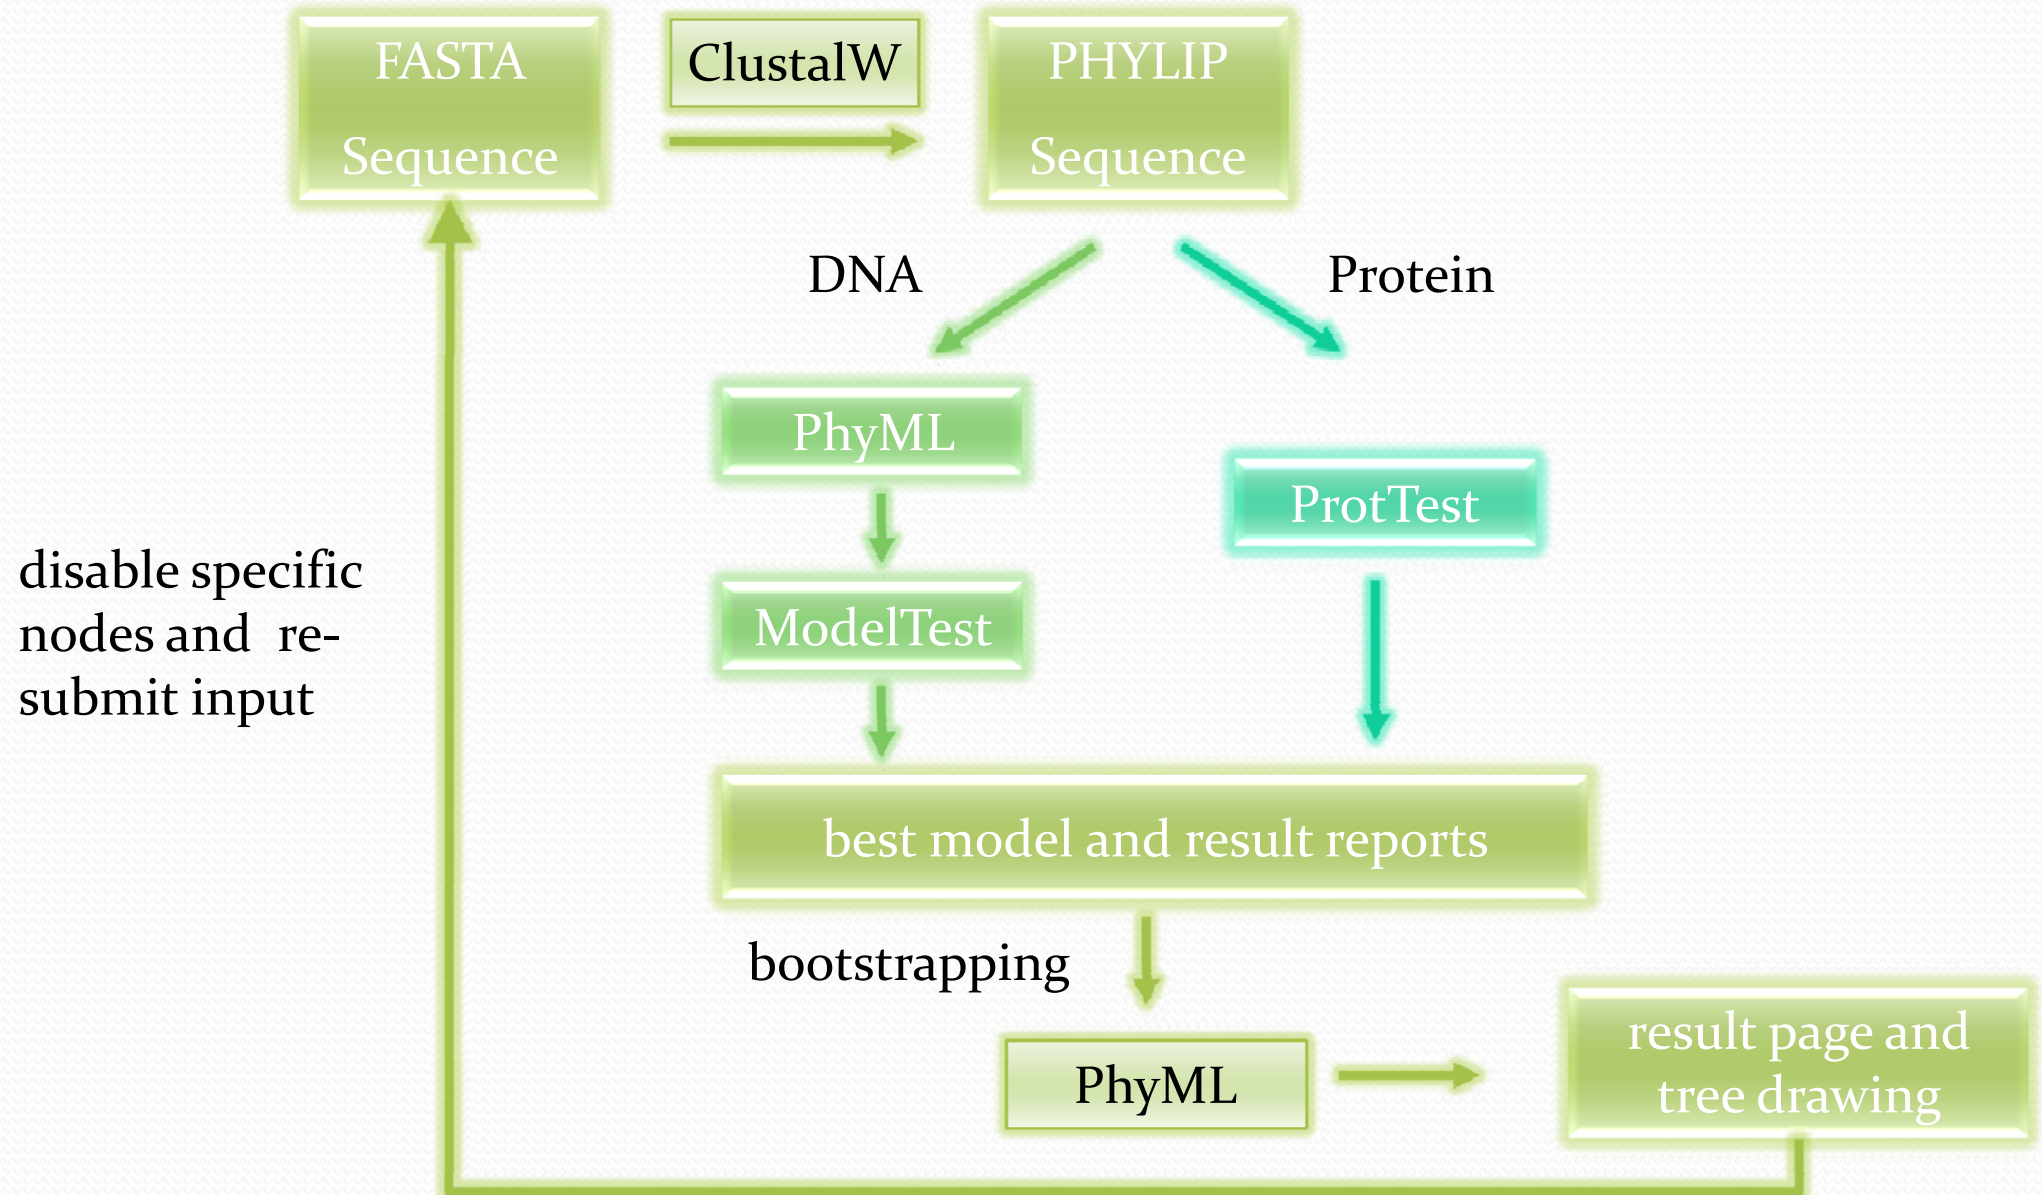 FASTA
Sequence
ClustalW
PHYLIP
Sequence
DNA
Protein
PhyML
ProtTest
disable specific
nodes and re-
submit input
ModelTest
best model and result reports
bootstrapping
PhyML
result page and
tree drawing